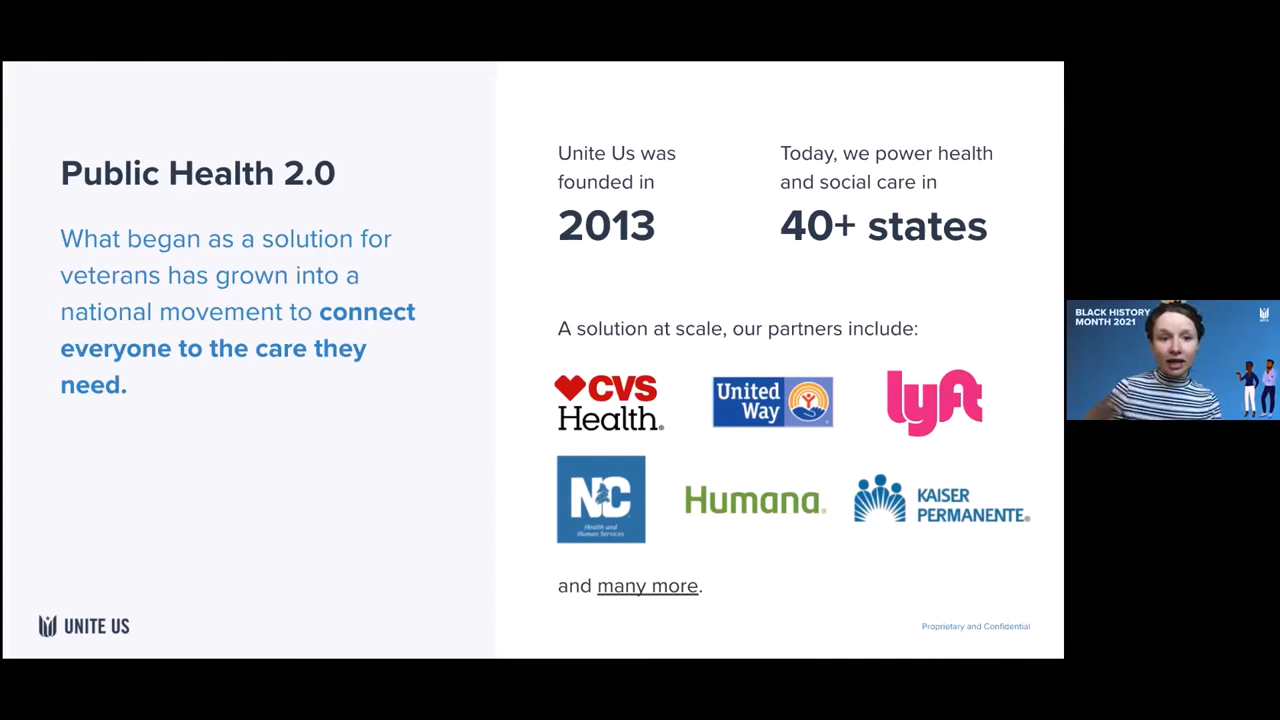 Public Health 2.0
What began as a solution for
veterans has grown into a
national movement to connect
everyone to the care they
need.
UNITE US
Unite Us was
founded in
2013
Today, we power health
and social care in
40+ states
A solution at scale, our partners include:
CVS
Health®
United
Way
lyft
NC
Health and
Human Services
Humana®
KAISER
PERMANENTE®
and many more.
Proprietary and Confidential
BLACK HISTORY
MONTH 2021